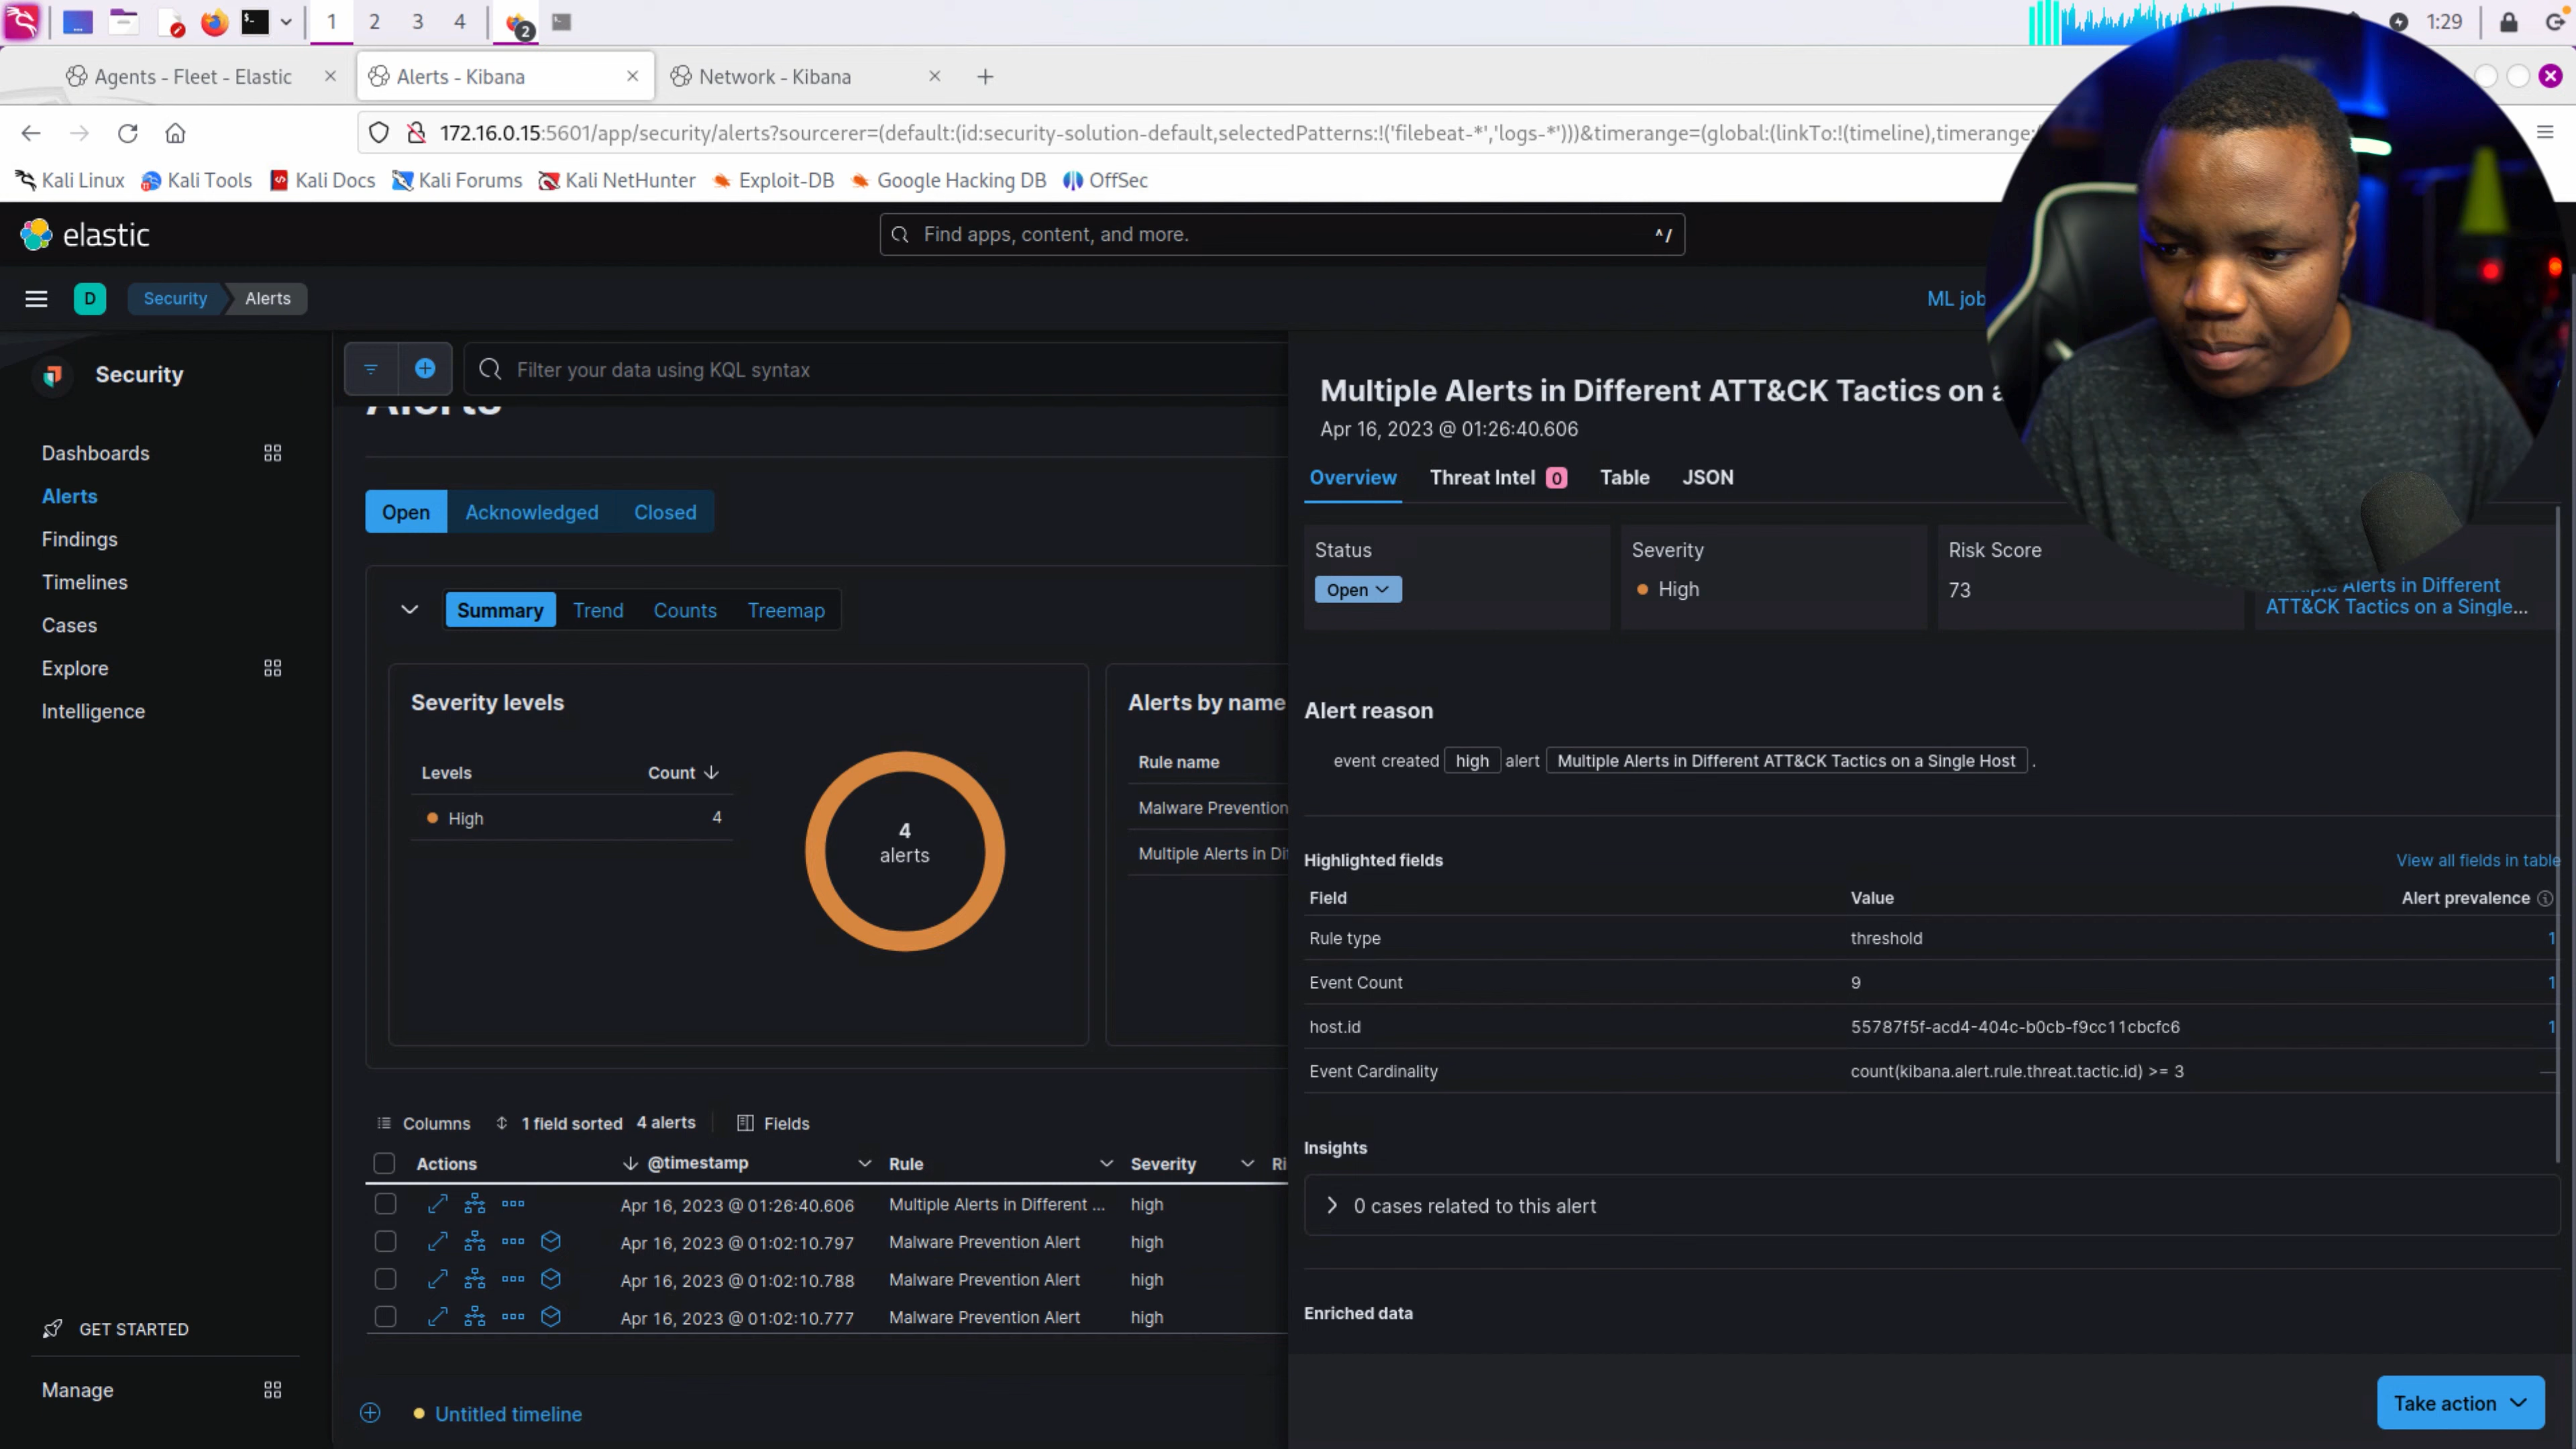 1 2 3 4 2 1:29
Agents - Fleet - Elastic
Alerts - Kibana
Network - Kibana
172.16.0.15:5601/app/security/alerts?sourcerer=(default:(id:security-solution-default,selectedPatterns:!('filebeat-*','logs-*')))&timerange=(global:(linkTo:!(timeline),timerange:
Kali Linux Kali Tools Kali Docs Kali Forums Kali NetHunter Exploit-DB Google Hacking DB OffSec
elastic
Find apps, content, and more. ^/
D Security Alerts
ML job
Security
Dashboards
Alerts
Findings
Timelines
Cases
Explore
Intelligence
GET STARTED
Manage
Filter your data using KQL syntax
Alerts
Open Acknowledged Closed
Summary Trend Counts Treemap
Severity levels
Levels Count
High 4
4
alerts
Alerts by name
Rule name
Malware Prevention
Multiple Alerts in Di
Columns 1 field sorted 4 alerts Fields
Actions @timestamp Rule Severity Ri
Apr 16, 2023 @ 01:26:40.606 Multiple Alerts in Different ... high
Apr 16, 2023 @ 01:02:10.797 Malware Prevention Alert high
Apr 16, 2023 @ 01:02:10.788 Malware Prevention Alert high
Apr 16, 2023 @ 01:02:10.777 Malware Prevention Alert high
Untitled timeline
Multiple Alerts in Different ATT&CK Tactics on a
Apr 16, 2023 @ 01:26:40.606
Overview Threat Intel 0 Table JSON
Status
Open
Severity
High
Risk Score
73
Multiple Alerts in Different
ATT&CK Tactics on a Single...
Alert reason
event created high alert Multiple Alerts in Different ATT&CK Tactics on a Single Host .
Highlighted fields View all fields in table
Field Value Alert prevalence
Rule type threshold 1
Event Count 9 1
host.id 55787f5f-acd4-404c-b0cb-f9cc11cbcfc6 1
Event Cardinality count(kibana.alert.rule.threat.tactic.id) >= 3 —
Insights
0 cases related to this alert
Enriched data
Take action